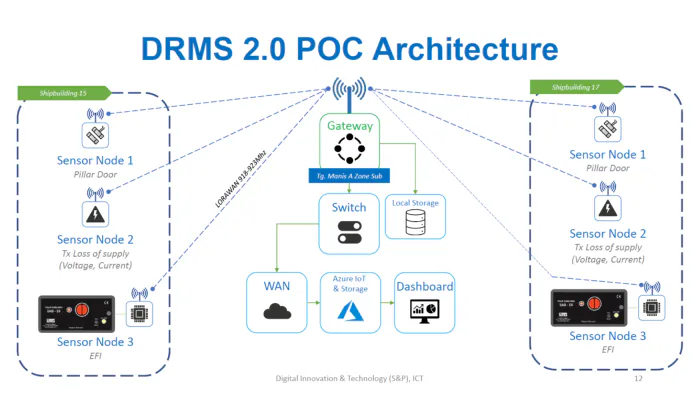 DRMS 2.0 POC Architecture
Shipbuilding 15
Sensor Node 1
Pillar Door
Sensor Node 2
Tx Loss of supply
(Voltage, Current)
Sensor Node 3
EFI
LORAWAN 918-923Mhz
Gateway
Tg. Manis A Zone Sub
Switch
Local Storage
WAN
Azure IoT
& Storage
Dashboard
Shipbuilding 17
Sensor Node 1
Pillar Door
Sensor Node 2
Tx Loss of supply
(Voltage, Current)
Sensor Node 3
EFI
Digital Innovation & Technology (S&P), ICT
12